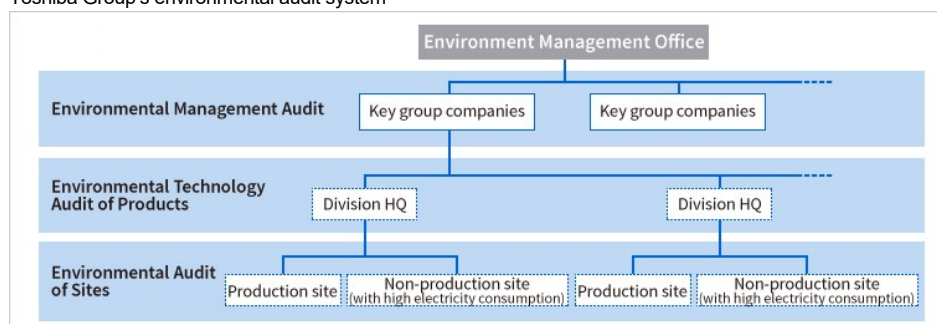 Toshiba Group's environmental audit system
Environment Management Office
Environmental Management Audit
Key group companies
Key group companies
Environmental Technology
Audit of Products
Division HQ
Division HQ
Environmental Audit
of Sites
Production site
Non-production site
(with high electricity consumption)
Production site
Non-production site
(with high electricity consumption)